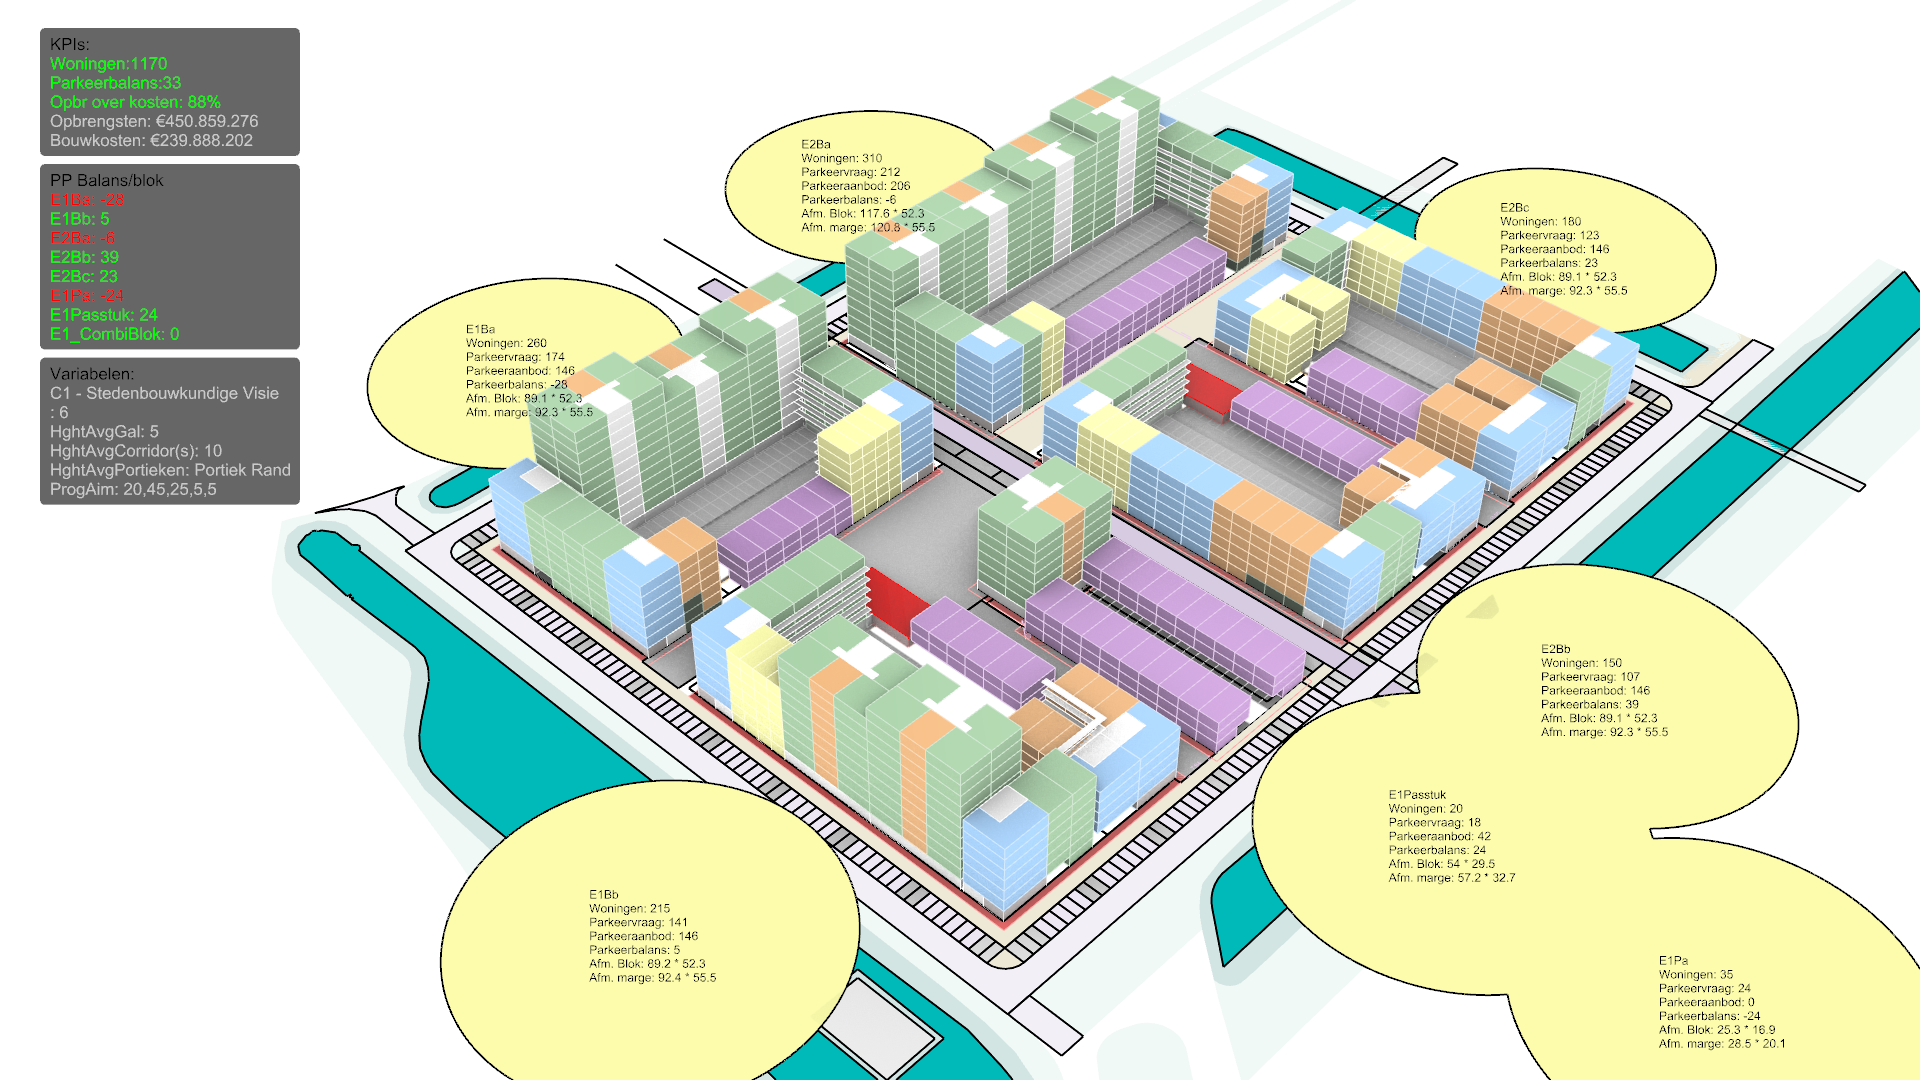 KPIs:
Woningen:1170
Parkeerbalans:33
Opbr over kosten: 88%
Opbrengsten: €450.859.276
Bouwkosten: €239.888.202
PP Balans/blok
E1Ba: -28
E1Bb: 5
E2Ba: -6
E2Bb: 39
E2Bc: 23
E1Pa: -24
E1Passtuk: 24
E1_CombiBlok: 0
Variabelen:
C1 - Stedenbouwkundige Visie
: 6
HghtAvgGal: 5
HghtAvgCorridor(s): 10
HghtAvgPortieken: Portiek Rand
ProgAim: 20,45,25,5,5
E2Ba
Woningen: 310
Parkeervraag: 212
Parkeeraanbod: 206
Parkeerbalans: -6
Afm. Blok: 117.6 * 52.3
Afm. marge: 120.8 * 55.5
E2Bc
Woningen: 180
Parkeervraag: 123
Parkeeraanbod: 146
Parkeerbalans: 23
Afm. Blok: 89.1 * 52.3
Afm. marge: 92.3 * 55.5
E1Ba
Woningen: 260
Parkeervraag: 174
Parkeeraanbod: 146
Parkeerbalans: -28
Afm. Blok: 89.1 * 52.3
Afm. marge: 92.3 * 55.5
E2Bb
Woningen: 150
Parkeervraag: 107
Parkeeraanbod: 146
Parkeerbalans: 39
Afm. Blok: 89.1 * 52.3
Afm. marge: 92.3 * 55.5
E1Passtuk
Woningen: 20
Parkeervraag: 18
Parkeeraanbod: 42
Parkeerbalans: 24
Afm. Blok: 54 * 29.5
Afm. marge: 57.2 * 32.7
E1Bb
Woningen: 215
Parkeervraag: 141
Parkeeraanbod: 146
Parkeerbalans: 5
Afm. Blok: 89.2 * 52.3
Afm. marge: 92.4 * 55.5
E1Pa
Woningen: 35
Parkeervraag: 24
Parkeeraanbod: 0
Parkeerbalans: -24
Afm. Blok: 25.3 * 16.9
Afm. marge: 28.5 * 20.1